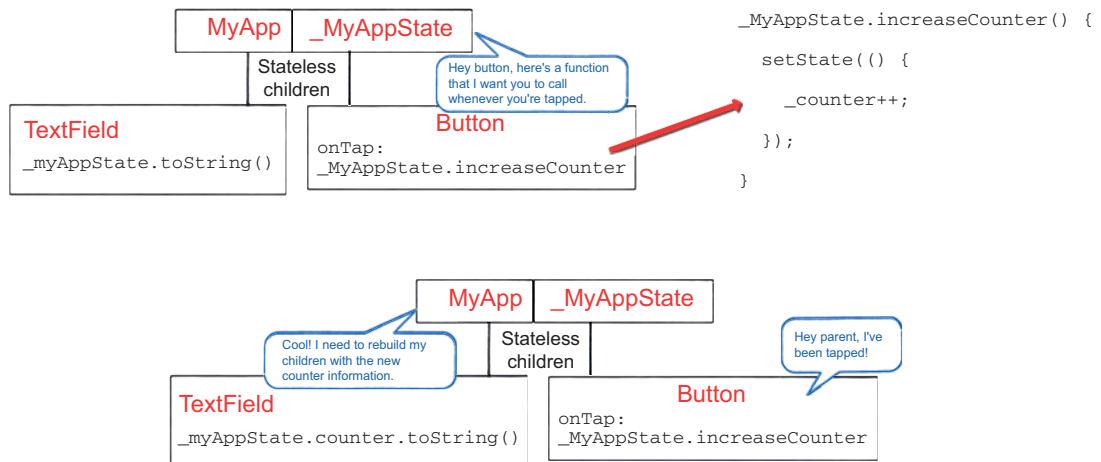 MyApp
_MyAppState
Stateless
children
Hey button, here's a function
that I want you to call
whenever you're tapped.
TextField
_myAppState.toString()
Button
onTap:
_MyAppState.increaseCounter
_MyAppState.increaseCounter() {
setState(() {
_counter++;
});
}
MyApp
_MyAppState
Cool! I need to rebuild my
children with the new
counter information.
Stateless
children
Hey parent, I've
been tapped!
TextField
_myAppState.counter.toString()
Button
onTap:
_MyAppState.increaseCounter